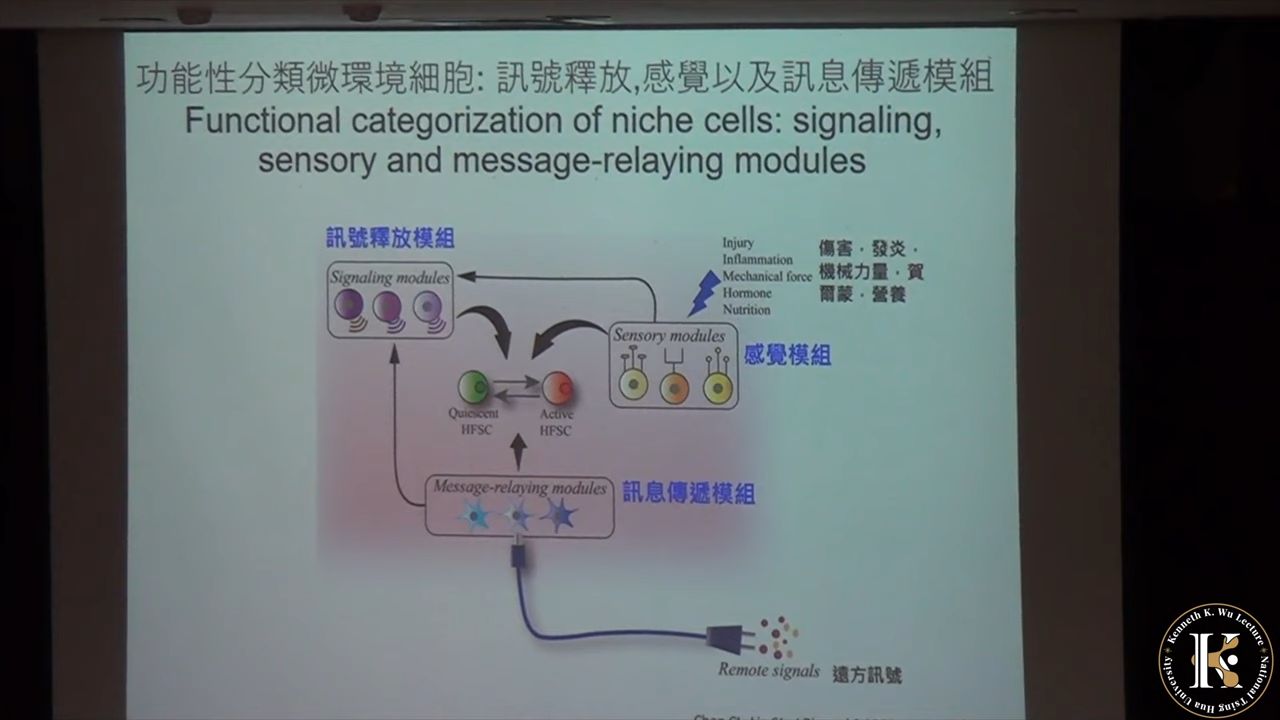 功能性分類微環境細胞: 訊號釋放,感覺以及訊息傳遞模組
Functional categorization of niche cells: signaling,
sensory and message-relaying modules
訊號釋放模組
Signaling modules
Injury
Inflammation
Mechanical force
Hormone
Nutrition
傷害．發炎．
機械力量．賀
爾蒙．營養
Sensory modules
感覺模組
Quiescent
HFSC
Active
HFSC
Message-relaying modules
訊息傳遞模組
Remote signals
遠方訊號
Kenneth K. Wu Lecture
National Tsing Hua University
K